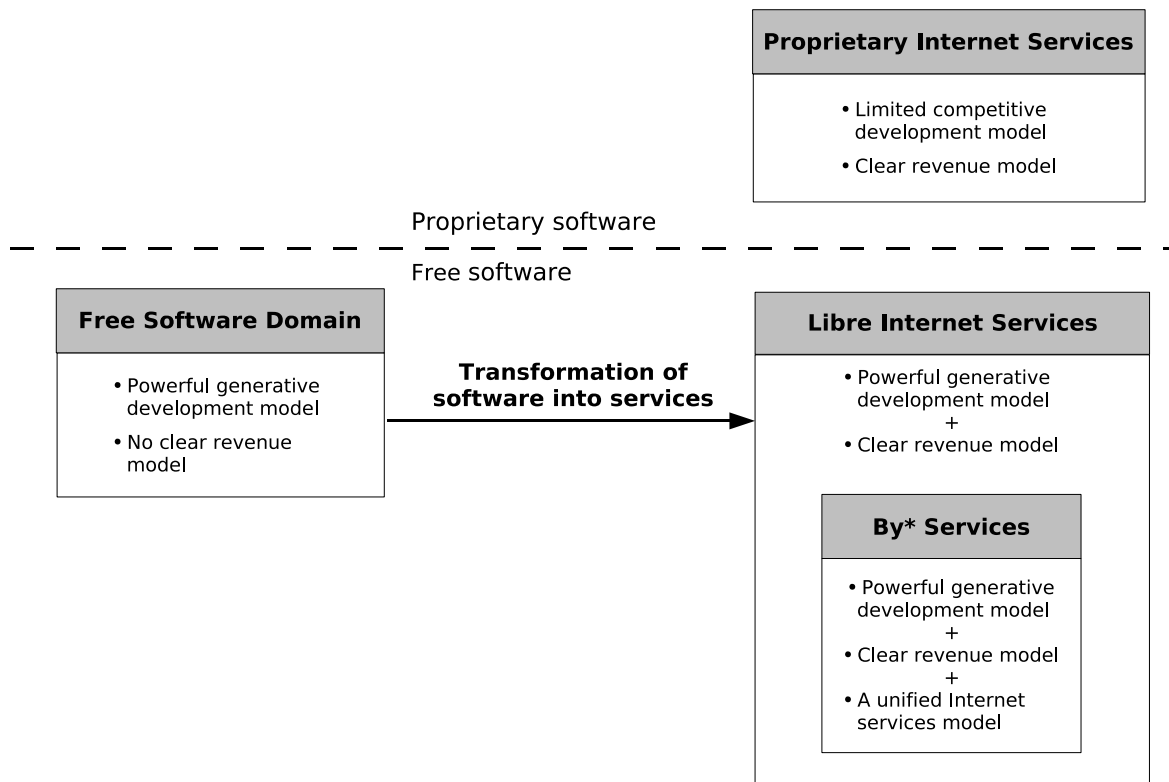 Proprietary Internet Services
• Limited competitive
development model
• Clear revenue model
Proprietary software
Free software
Free Software Domain
• Powerful generative
development model
• No clear revenue
model
Transformation of
software into services
Libre Internet Services
• Powerful generative
development model
+
• Clear revenue model
By* Services
• Powerful generative
development model
+
• Clear revenue model
+
• A unified Internet
services model